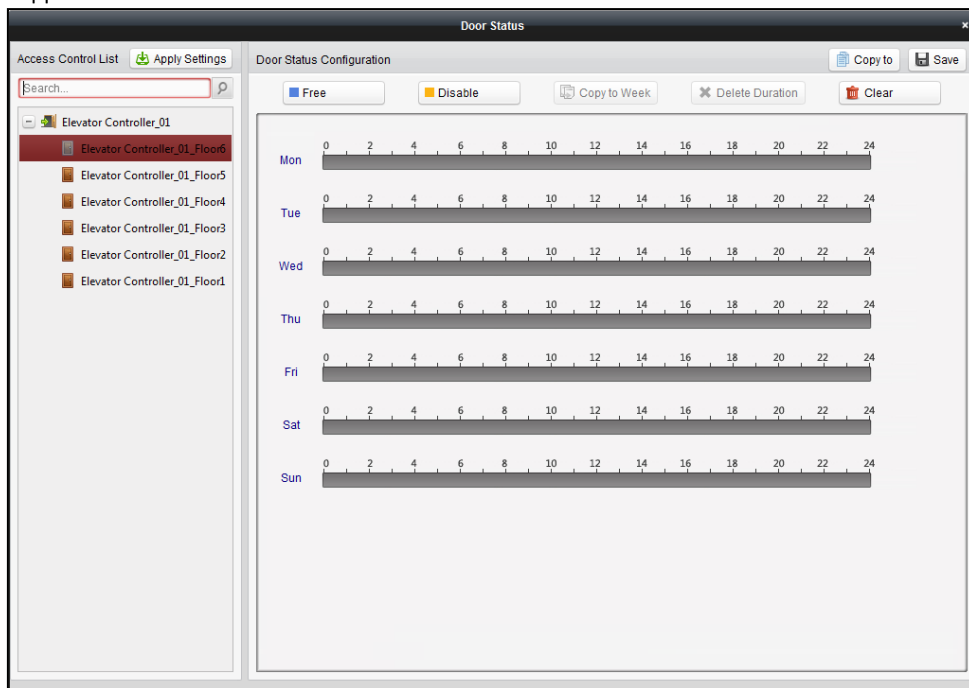 Door Status ×
Access Control List Apply Settings
Door Status Configuration Copy to Save
Search...
Free Disable Copy to Week Delete Duration Clear
Elevator Controller_01
Elevator Controller_01_Floor6
Elevator Controller_01_Floor5
Elevator Controller_01_Floor4
Elevator Controller_01_Floor3
Elevator Controller_01_Floor2
Elevator Controller_01_Floor1
0 2 4 6 8 10 12 14 16 18 20 22 24
Mon
0 2 4 6 8 10 12 14 16 18 20 22 24
Tue
0 2 4 6 8 10 12 14 16 18 20 22 24
Wed
0 2 4 6 8 10 12 14 16 18 20 22 24
Thu
0 2 4 6 8 10 12 14 16 18 20 22 24
Fri
0 2 4 6 8 10 12 14 16 18 20 22 24
Sat
0 2 4 6 8 10 12 14 16 18 20 22 24
Sun